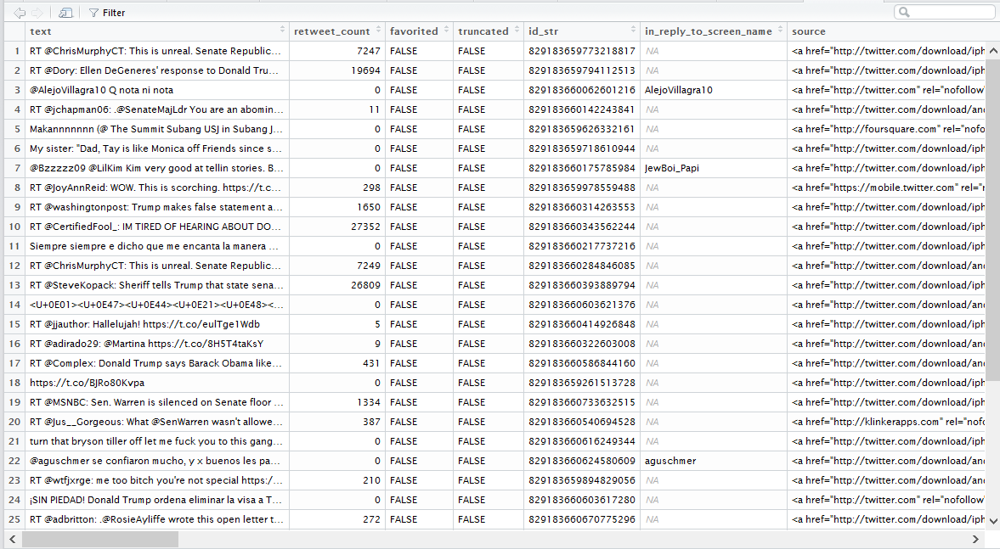 Filter
text retweet_count favorited truncated id_str in_reply_to_screen_name source
1 RT @ChrisMurphyCT: This is unreal. Senate Republic... 7247 FALSE FALSE 829183659773218817 NA <a href="http://twitter.com/download/iph
2 RT @Dory: Ellen DeGeneres' response to Donald Tru... 19694 FALSE FALSE 829183659794112513 NA <a href="http://twitter.com/download/iph
3 @AlejoVillagra10 Q nota ni nota 0 FALSE FALSE 829183660062601216 AlejoVillagra10 <a href="http://twitter.com" rel="nofollow"
4 RT @jchapman06: .@SenateMajLdr You are an abomin... 11 FALSE FALSE 829183660142243841 NA <a href="http://twitter.com/download/and
5 Makannnnnnn (@ The Summit Subang USJ in Subang J... 0 FALSE FALSE 829183659626332161 NA <a href="http://foursquare.com" rel="nofo
6 My sister: "Dad, Tay is like Monica off Friends since s... 0 FALSE FALSE 829183659718610944 NA <a href="http://twitter.com/download/iph
7 @Bzzzzz09 @LilKim Kim very good at tellin stories. B... 0 FALSE FALSE 829183660175785984 JewBoi_Papi <a href="http://twitter.com/download/iph
8 RT @JoyAnnReid: WOW. This is scorching. https://t.c... 298 FALSE FALSE 829183659978559488 NA <a href="https://mobile.twitter.com" rel="n
9 RT @washingtonpost: Trump makes false statement a... 1650 FALSE FALSE 829183660314263553 NA <a href="http://twitter.com/download/iph
10 RT @CertifiedFool_: IM TIRED OF HEARING ABOUT DO... 27352 FALSE FALSE 829183660343562244 NA <a href="http://twitter.com/download/iph
11 Siempre siempre e dicho que me encanta la manera ... 0 FALSE FALSE 829183660217737216 NA <a href="http://twitter.com/download/iph
12 RT @ChrisMurphyCT: This is unreal. Senate Republic... 7249 FALSE FALSE 829183660284846085 NA <a href="http://twitter.com/download/and
13 RT @SteveKopack: Sheriff tells Trump that state sena... 26809 FALSE FALSE 829183660393889794 NA <a href="http://twitter.com/download/iph
14 <U+0E01><U+0E47><U+0E44><U+0E21><U+0E48><... 0 FALSE FALSE 829183660603621376 NA <a href="http://twitter.com/download/and
15 RT @jjauthor: Hallelujah! https://t.co/eulTge1Wdb 5 FALSE FALSE 829183660414926848 NA <a href="http://twitter.com/download/iph
16 RT @adirado29: @Martina https://t.co/8H5T4taKsY 9 FALSE FALSE 829183660322603008 NA <a href="http://twitter.com/download/and
17 RT @Complex: Donald Trump says Barack Obama like... 431 FALSE FALSE 829183660586844160 NA <a href="http://twitter.com/download/and
18 https://t.co/BJRo80Kvpa 0 FALSE FALSE 829183659261513728 NA <a href="http://twitter.com/download/iph
19 RT @MSNBC: Sen. Warren is silenced on Senate floor ... 1334 FALSE FALSE 829183660733632515 NA <a href="http://twitter.com/download/iph
20 RT @Jus__Gorgeous: What @SenWarren wasn't allowe... 387 FALSE FALSE 829183660540694528 NA <a href="http://klinkerapps.com" rel="nofo
21 turn that bryson tiller off let me fuck you to this gang... 0 FALSE FALSE 829183660616249344 NA <a href="http://twitter.com/download/iph
22 @aguschmer se confiaron mucho, y x buenos les pa... 0 FALSE FALSE 829183660624580609 aguschmer <a href="http://twitter.com/download/and
23 RT @wtfjxrge: me too bitch you're not special https:/... 210 FALSE FALSE 829183659894829056 NA <a href="http://twitter.com/download/iph
24 ¡SIN PIEDAD! Donald Trump ordena eliminar la visa a T... 0 FALSE FALSE 829183660603617280 NA <a href="http://twitter.com" rel="nofollow"
25 RT @adbritton: .@RosieAyliffe wrote this open letter t... 272 FALSE FALSE 829183660670775296 NA <a href="http://twitter.com/download/iph